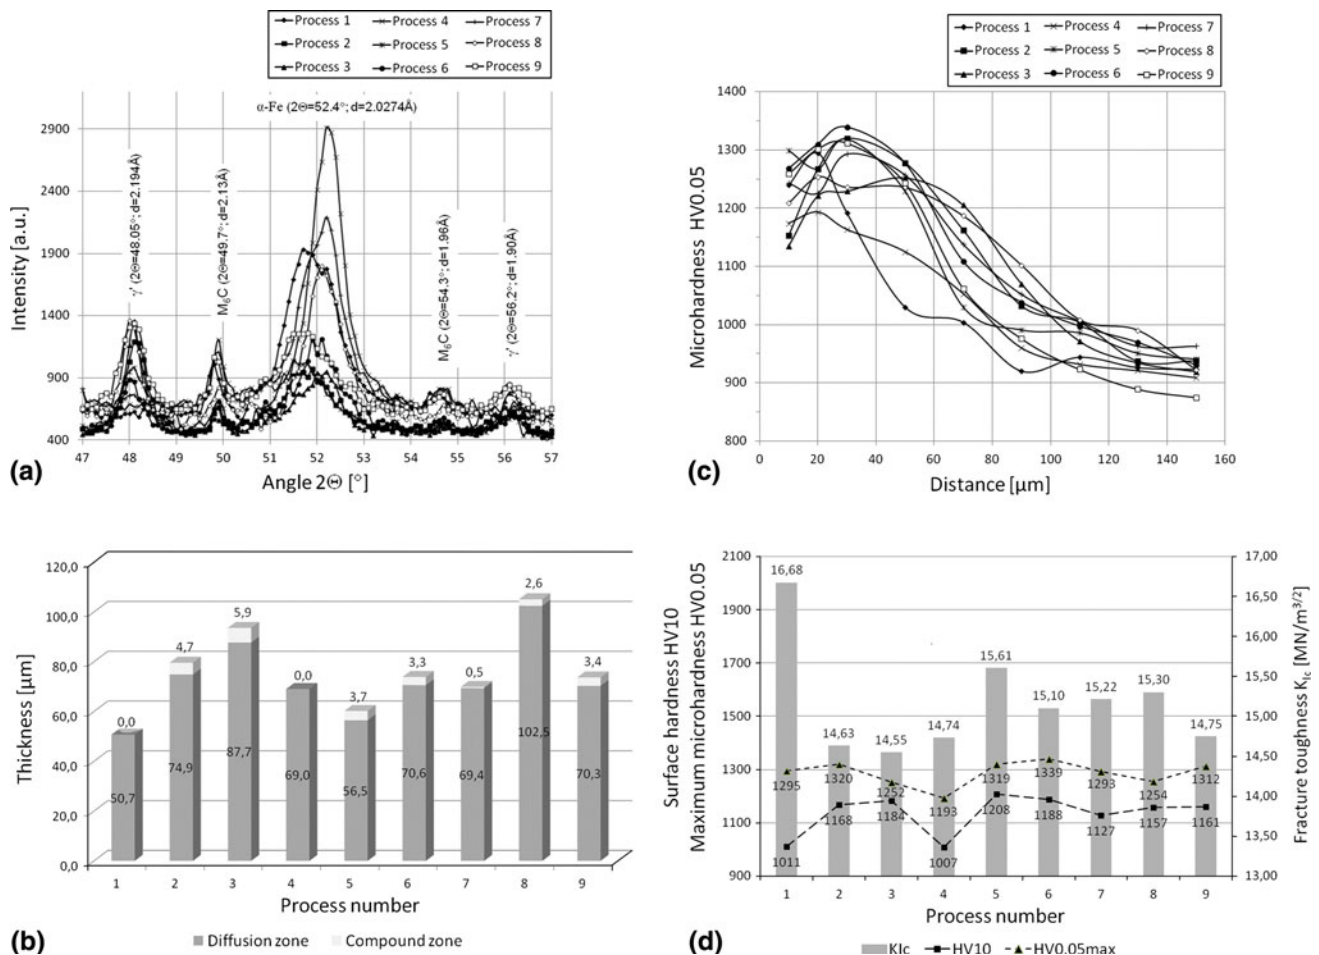 Process 1 Process 4 Process 7
Process 2 Process 5 Process 8
Process 3 Process 6 Process 9
α-Fe (2Θ=52.4°; d=2.0274Å)
γ' (2Θ=48.05°; d=2.194Å)
M₆C (2Θ=49.7°; d=2.13Å)
M₆C (2Θ=54.3°; d=1.96Å)
γ' (2Θ=56.2°; d=1.90Å)
Intensity [a.u.]
2900
2400
1900
1400
900
400
47 48 49 50 51 52 53 54 55 56 57
Angle 2Θ [°]
(a)
Process 1 Process 4 Process 7
Process 2 Process 5 Process 8
Process 3 Process 6 Process 9
Microhardness HV0.05
1400
1300
1200
1100
1000
900
800
0 20 40 60 80 100 120 140 160
Distance [µm]
(c)
Thickness [µm]
120,0
100,0
80,0
60,0
40,0
20,0
0,0
0,0 4,7 5,9 0,0 3,7 3,3 0,5 2,6 3,4
50,7 74,9 87,7 69,0 56,5 70,6 69,4 102,5 70,3
1 2 3 4 5 6 7 8 9
Process number
Diffusion zone Compound zone
(b)
Surface hardness HV10
Maximum microhardness HV0.05
2100
1900
1700
1500
1300
1100
900
16,68 14,63 14,55 14,74 15,61 15,10 15,22 15,30 14,75
1295 1320 1252 1193 1319 1339 1293 1254 1312
1011 1168 1184 1007 1208 1188 1127 1157 1161
17,00
16,50
16,00
15,50
15,00
14,50
14,00
13,50
13,00
Fracture toughness K_Ic [MN/m³/²]
1 2 3 4 5 6 7 8 9
Process number
KIc HV10 HV0.05max
(d)